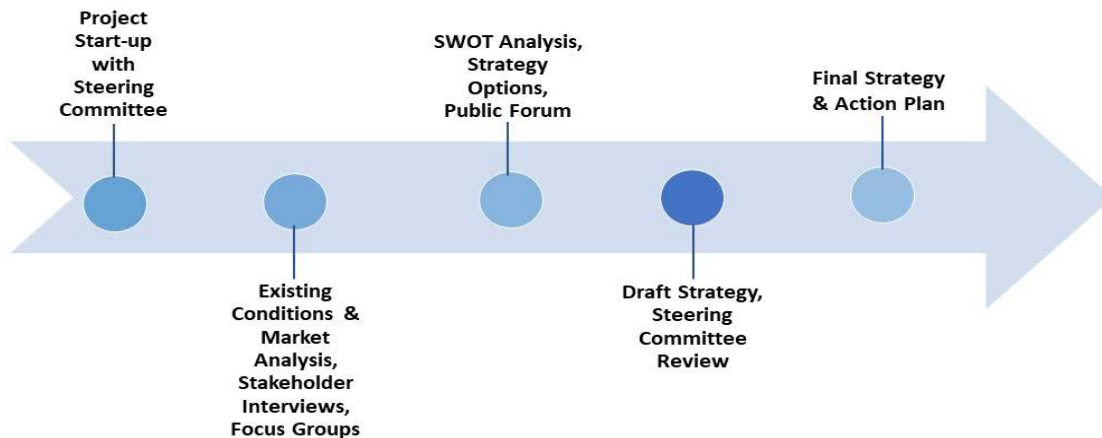 Project
Start-up
with
Steering
Committee
Existing
Conditions &
Market
Analysis,
Stakeholder
Interviews,
Focus Groups
SWOT Analysis,
Strategy
Options,
Public Forum
Draft Strategy,
Steering
Committee
Review
Final Strategy
& Action Plan